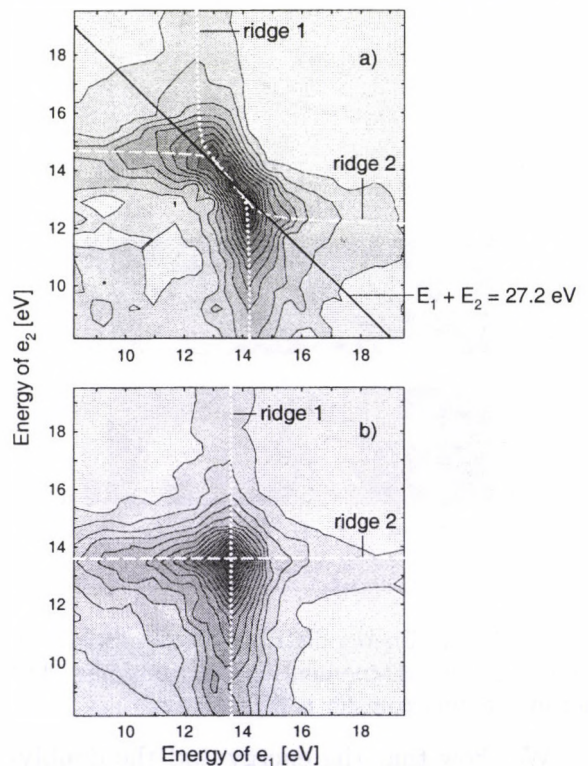 ridge 1
a)
18
16
14
12
10
ridge 2
E₁ + E₂ = 27.2 eV
10 12 14 16 18
Energy of e₂ [eV]
ridge 1
b)
18
16
14
12
10
ridge 2
10 12 14 16 18
Energy of e₁ [eV]